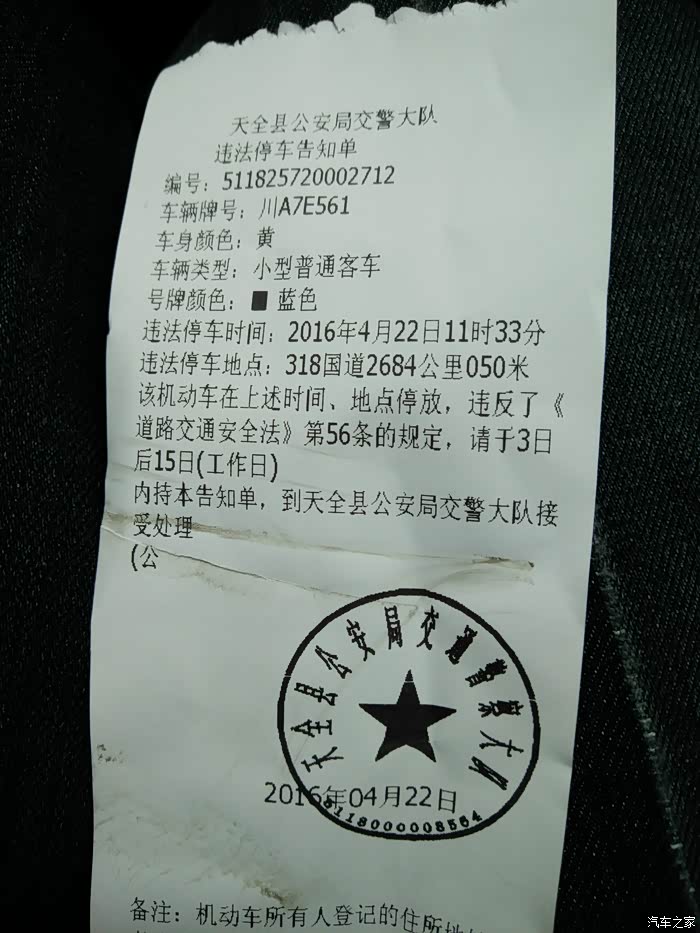 天全县公安局交警大队
违法停车告知单
编号：511825720002712
车辆牌号：川A7E561
车身颜色：黄
车辆类型：小型普通客车
号牌颜色：■ 蓝色
违法停车时间：2016年4月22日11时33分
违法停车地点：318国道2684公里050米
该机动车在上述时间、地点停放，违反了《
道路交通安全法》第56条的规定，请于3日
后15日(工作日)
内持本告知单，到天全县公安局交警大队接
受处理
(公
天全县公安局交通警察大队
2016年04月22日
5118000008564
备注：机动车所有人登记的住所地
汽车之家